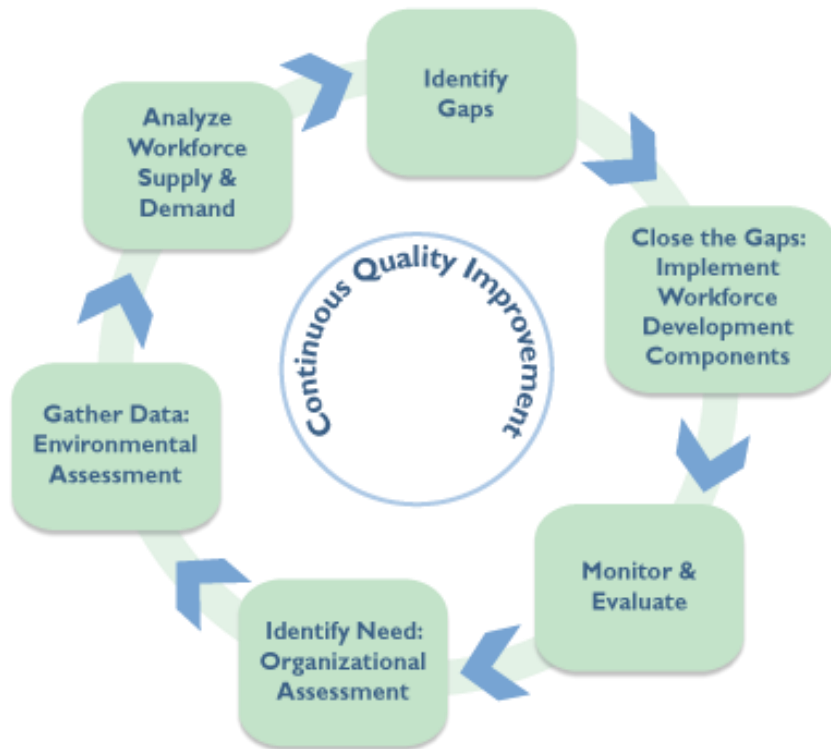 Identify
Gaps
Analyze
Workforce
Supply &
Demand
Close the Gaps:
Implement
Workforce
Development
Components
Continuous Quality Improvement
Gather Data:
Environmental
Assessment
Monitor &
Evaluate
Identify Need:
Organizational
Assessment